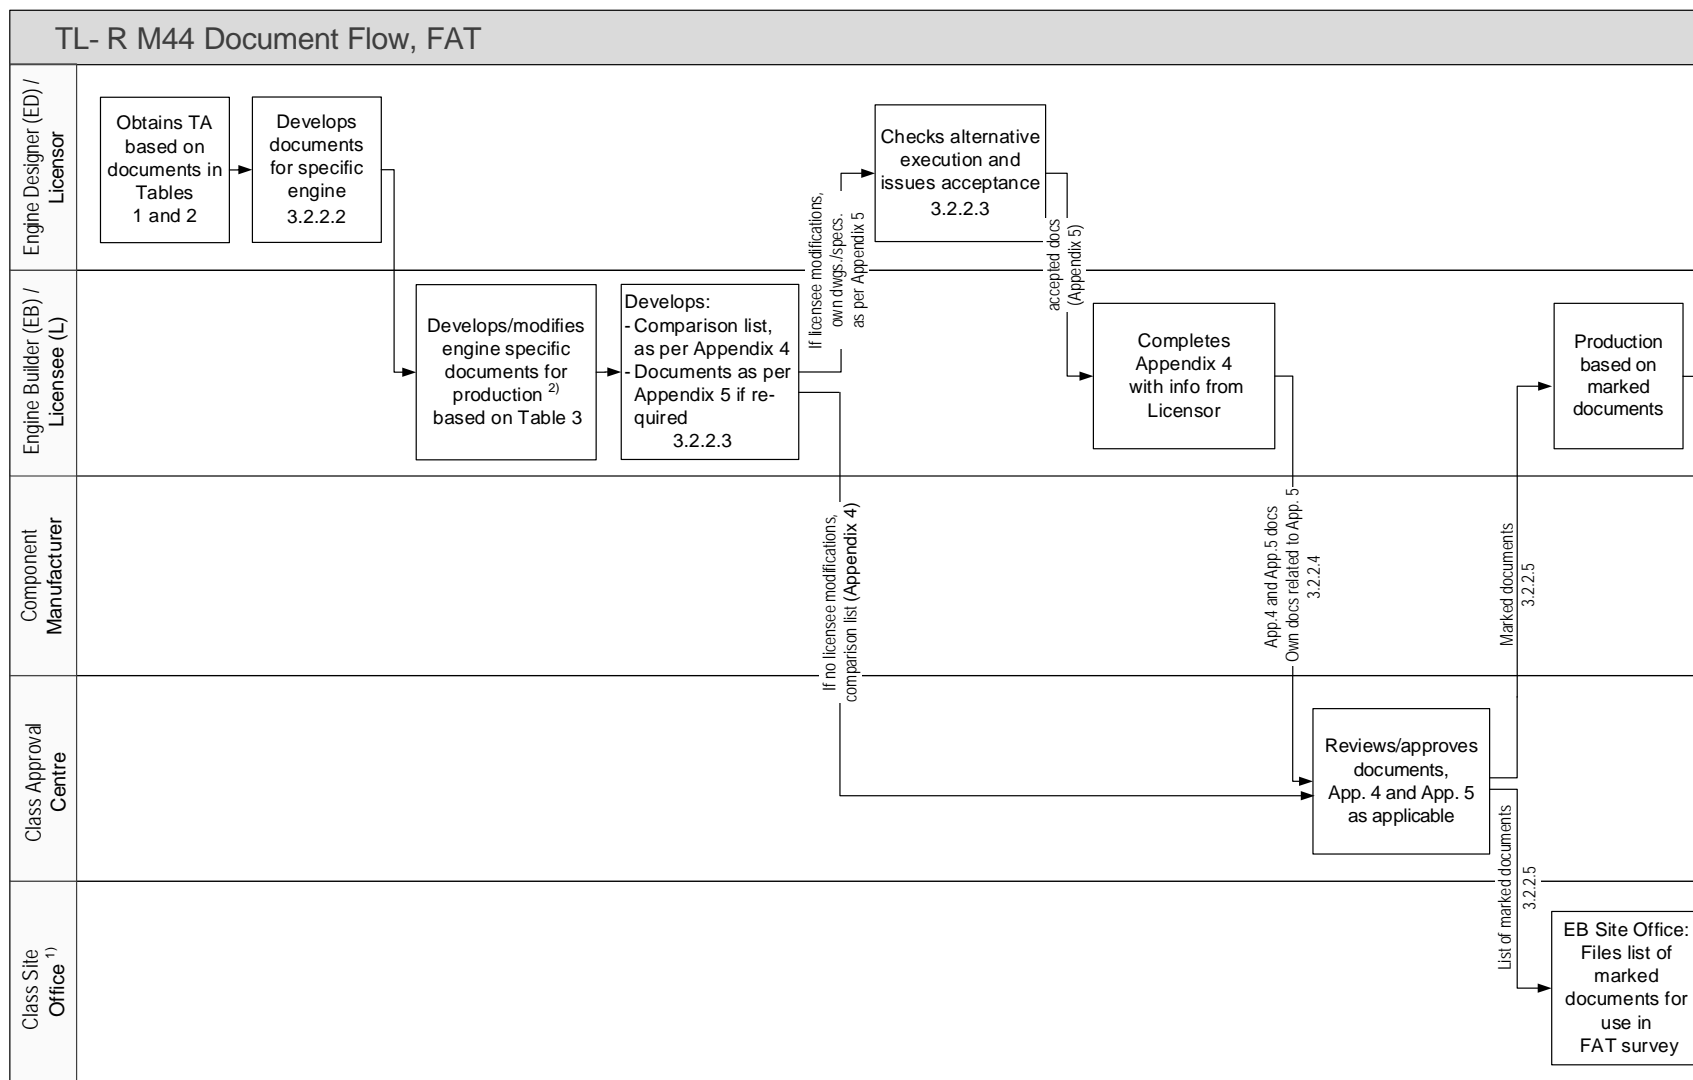 TL- R M44 Document Flow, FAT
Engine Designer (ED) /
Licensor
Obtains TA
based on
documents in
Tables
1 and 2
Develops
documents
for specific
engine
3.2.2.2
If licensee modifications,
own dwgs./specs.
as per Appendix 5
Checks alternative
execution and
issues acceptance
3.2.2.3
accepted docs
(Appendix 5)
Engine Builder (EB) /
Licensee (L)
Develops/modifies
engine specific
documents for
production 2)
based on Table 3
Develops:
- Comparison list,
as per Appendix 4
- Documents as per
Appendix 5 if re-
quired
3.2.2.3
Completes
Appendix 4
with info from
Licensor
Production
based on
marked
documents
Component
Manufacturer
If no licensee modifications,
comparison list (Appendix 4)
App.4 and App.5 docs
Own docs related to App. 5
3.2.2.4
Marked documents
3.2.2.5
Class Approval
Centre
Reviews/approves
documents,
App. 4 and App. 5
as applicable
List of marked documents
3.2.2.5
Class Site
Office 1)
EB Site Office:
Files list of
marked
documents for
use in
FAT survey